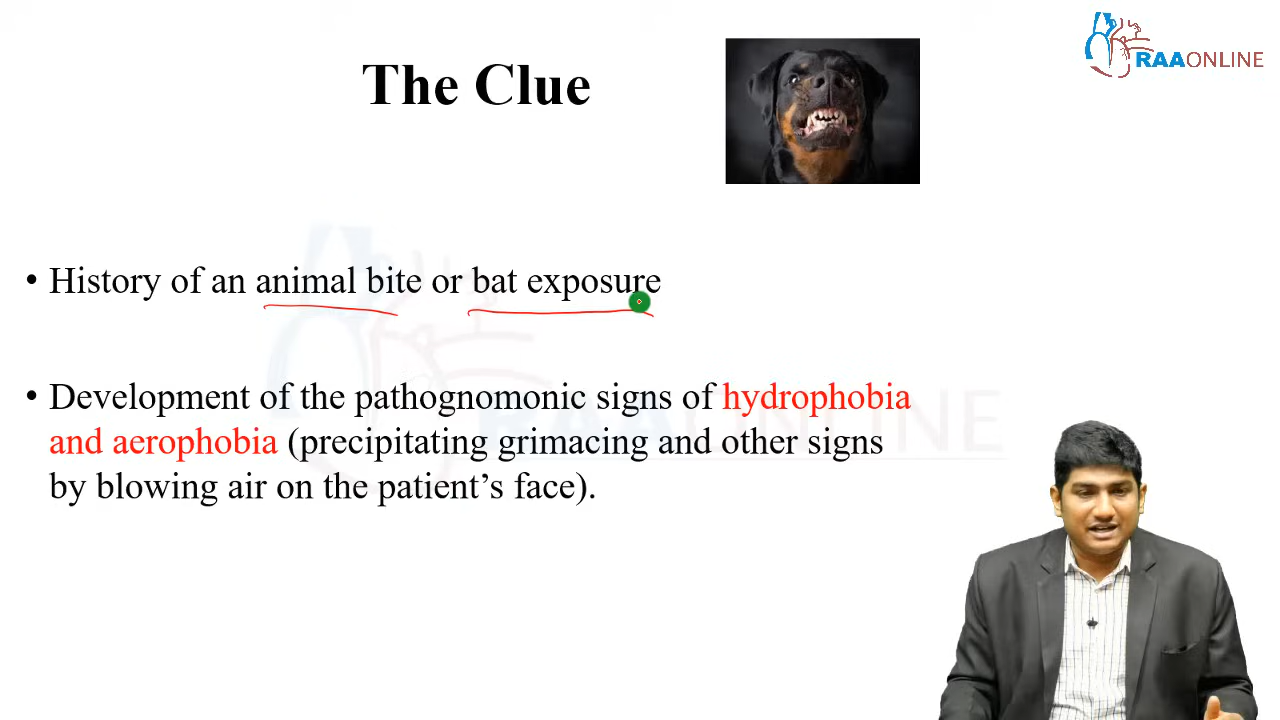 RAAONLINE
The Clue
• History of an animal bite or bat exposure
• Development of the pathognomonic signs of hydrophobia
and aerophobia (precipitating grimacing and other signs
by blowing air on the patient’s face).
RAAONLINE